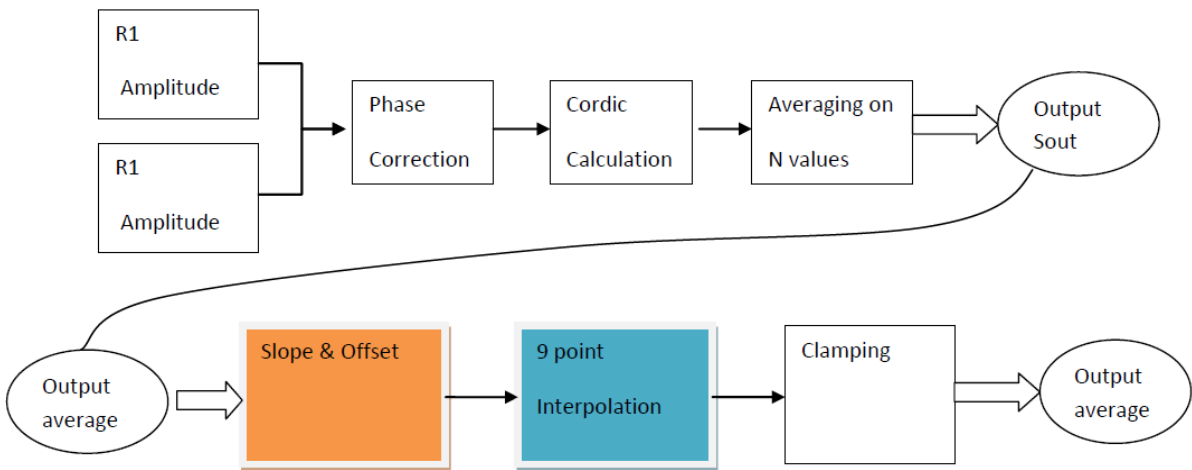 R1
Amplitude
R1
Amplitude
Phase
Correction
Cordic
Calculation
Averaging on
N values
Output
Sout
Output
average
Slope & Offset
9 point
Interpolation
Clamping
Output
average